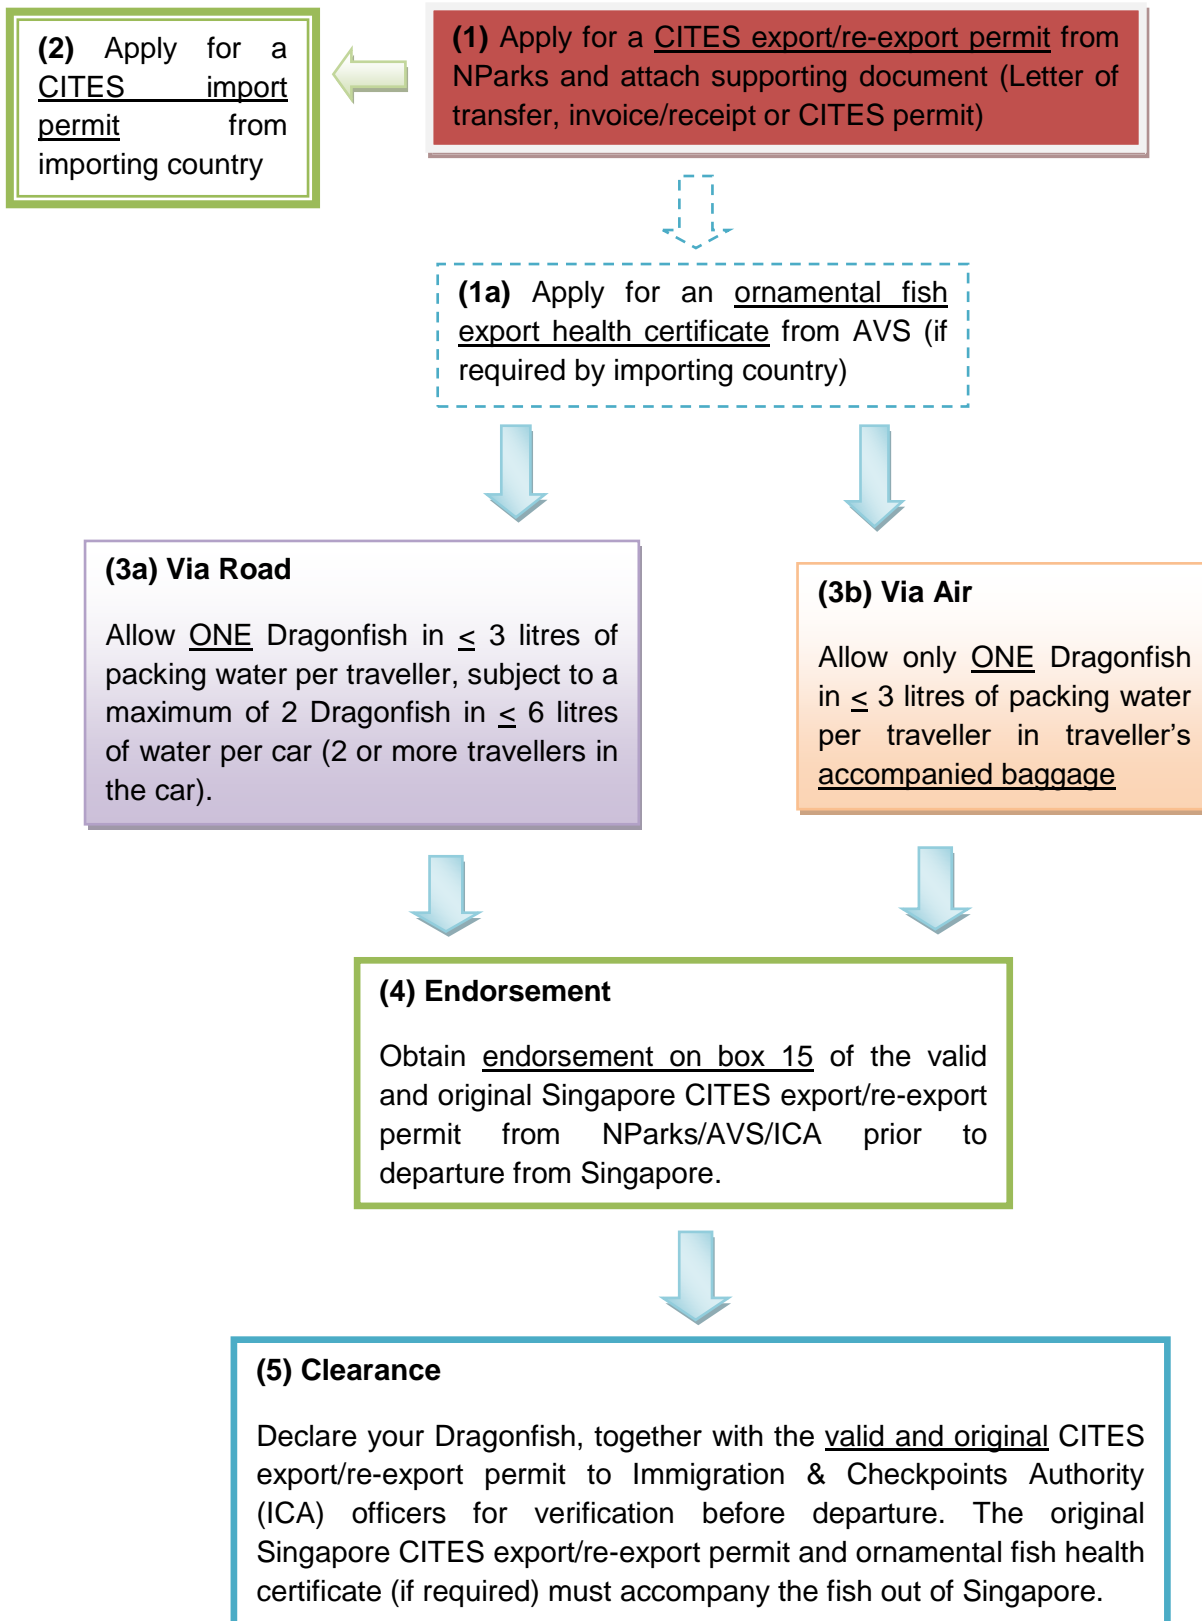 (2) Apply for a
CITES import
permit from
importing country
(1) Apply for a CITES export/re-export permit from
NParks and attach supporting document (Letter of
transfer, invoice/receipt or CITES permit)
(1a) Apply for an ornamental fish
export health certificate from AVS (if
required by importing country)
(3a) Via Road
Allow ONE Dragonfish in < 3 litres of
packing water per traveller, subject to a
maximum of 2 Dragonfish in < 6 litres
of water per car (2 or more travellers in
the car).
(3b) Via Air
Allow only ONE Dragonfish
in < 3 litres of packing water
per traveller in traveller’s
accompanied baggage
(4) Endorsement
Obtain endorsement on box 15 of the valid
and original Singapore CITES export/re-export
permit from NParks/AVS/ICA prior to
departure from Singapore.
(5) Clearance
Declare your Dragonfish, together with the valid and original CITES
export/re-export permit to Immigration & Checkpoints Authority
(ICA) officers for verification before departure. The original
Singapore CITES export/re-export permit and ornamental fish health
certificate (if required) must accompany the fish out of Singapore.